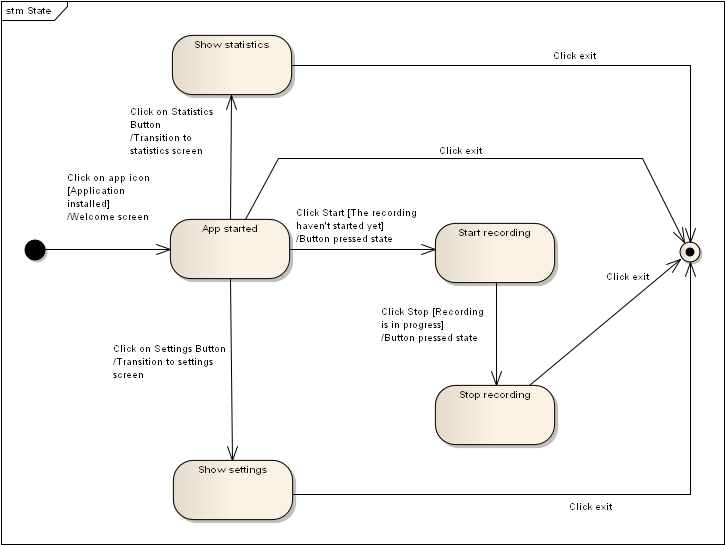 stm State
Show statistics
Click exit
Click on Statistics
Button
/Transition to
statistics screen
Click exit
Click on app icon
[Application
installed]
/Welcome screen
App started
Click Start [The recording
haven't started yet]
/Button pressed state
Start recording
Click exit
Click Stop [Recording
is in progress]
/Button pressed state
Click on Settings Button
/Transition to settings
screen
Stop recording
Show settings
Click exit